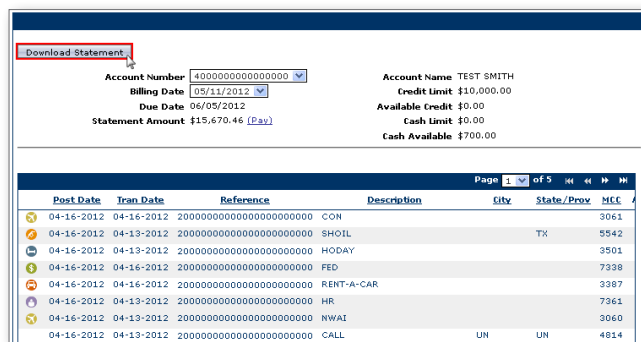 Download Statement
Account Number 4000000000000000 Account Name TEST SMITH
Billing Date 05/11/2012 Credit Limit $10,000.00
Due Date 06/05/2012 Available Credit $0.00
Statement Amount $15,670.46 (Pay) Cash Limit $0.00
Cash Available $700.00
Page 1 of 5
Post Date Tran Date Reference Description City State/Prov MCC
04-16-2012 04-16-2012 20000000000000000000000 CON 3061
04-16-2012 04-13-2012 20000000000000000000000 SHOIL TX 5542
04-16-2012 04-13-2012 20000000000000000000000 HODAY 3501
04-16-2012 04-16-2012 20000000000000000000000 FED 7338
04-16-2012 04-13-2012 20000000000000000000000 RENT-A-CAR 3387
04-16-2012 04-13-2012 20000000000000000000000 HR 7361
04-16-2012 04-13-2012 20000000000000000000000 NWAI 3060
04-16-2012 04-13-2012 20000000000000000000000 CALL UN UN 4814